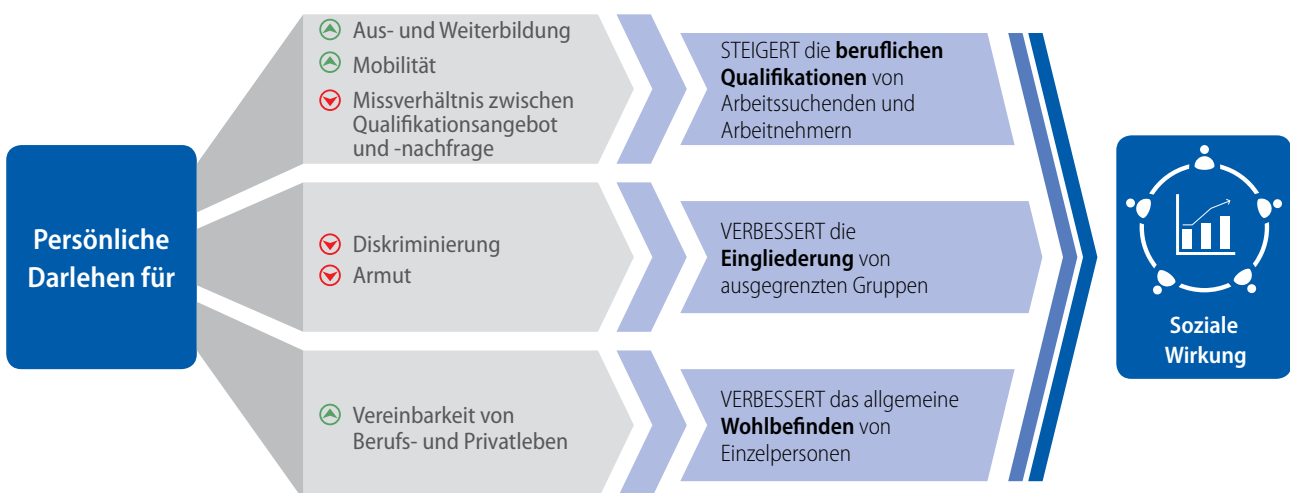 Persönliche
Darlehen für
Aus- und Weiterbildung
Mobilität
Missverhältnis zwischen
Qualifikationsangebot
und -nachfrage
STEIGERT die beruflichen
Qualifikationen von
Arbeitssuchenden und
Arbeitnehmern
Diskriminierung
Armut
VERBESSERT die
Eingliederung von
ausgegrenzten Gruppen
Vereinbarkeit von
Berufs- und Privatleben
VERBESSERT das allgemeine
Wohlbefinden von
Einzelpersonen
Soziale
Wirkung